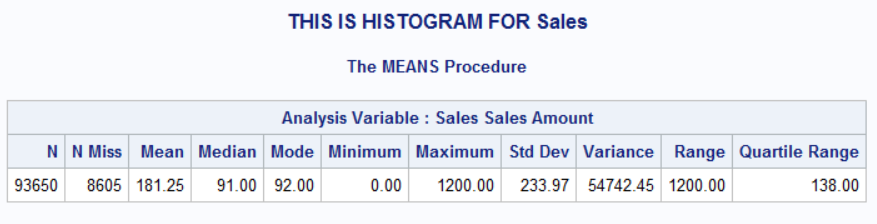 THIS IS HISTOGRAM FOR Sales
The MEANS Procedure
Analysis Variable : Sales Sales Amount
N N Miss Mean Median Mode Minimum Maximum Std Dev Variance Range Quartile Range
93650 8605 181.25 91.00 92.00 0.00 1200.00 233.97 54742.45 1200.00 138.00